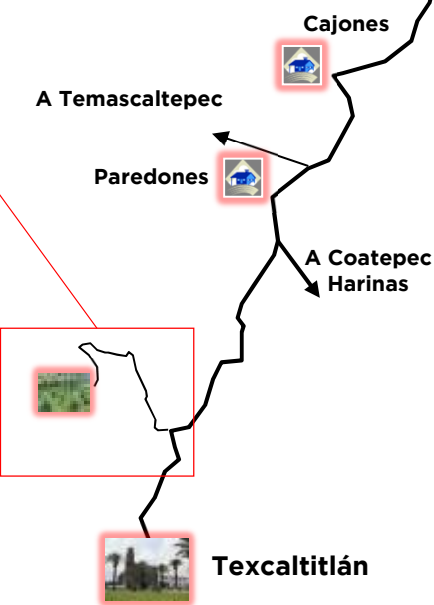 Cajones
A Temascaltepec
Paredones
A Coatepec
Harinas
Texcaltitlán